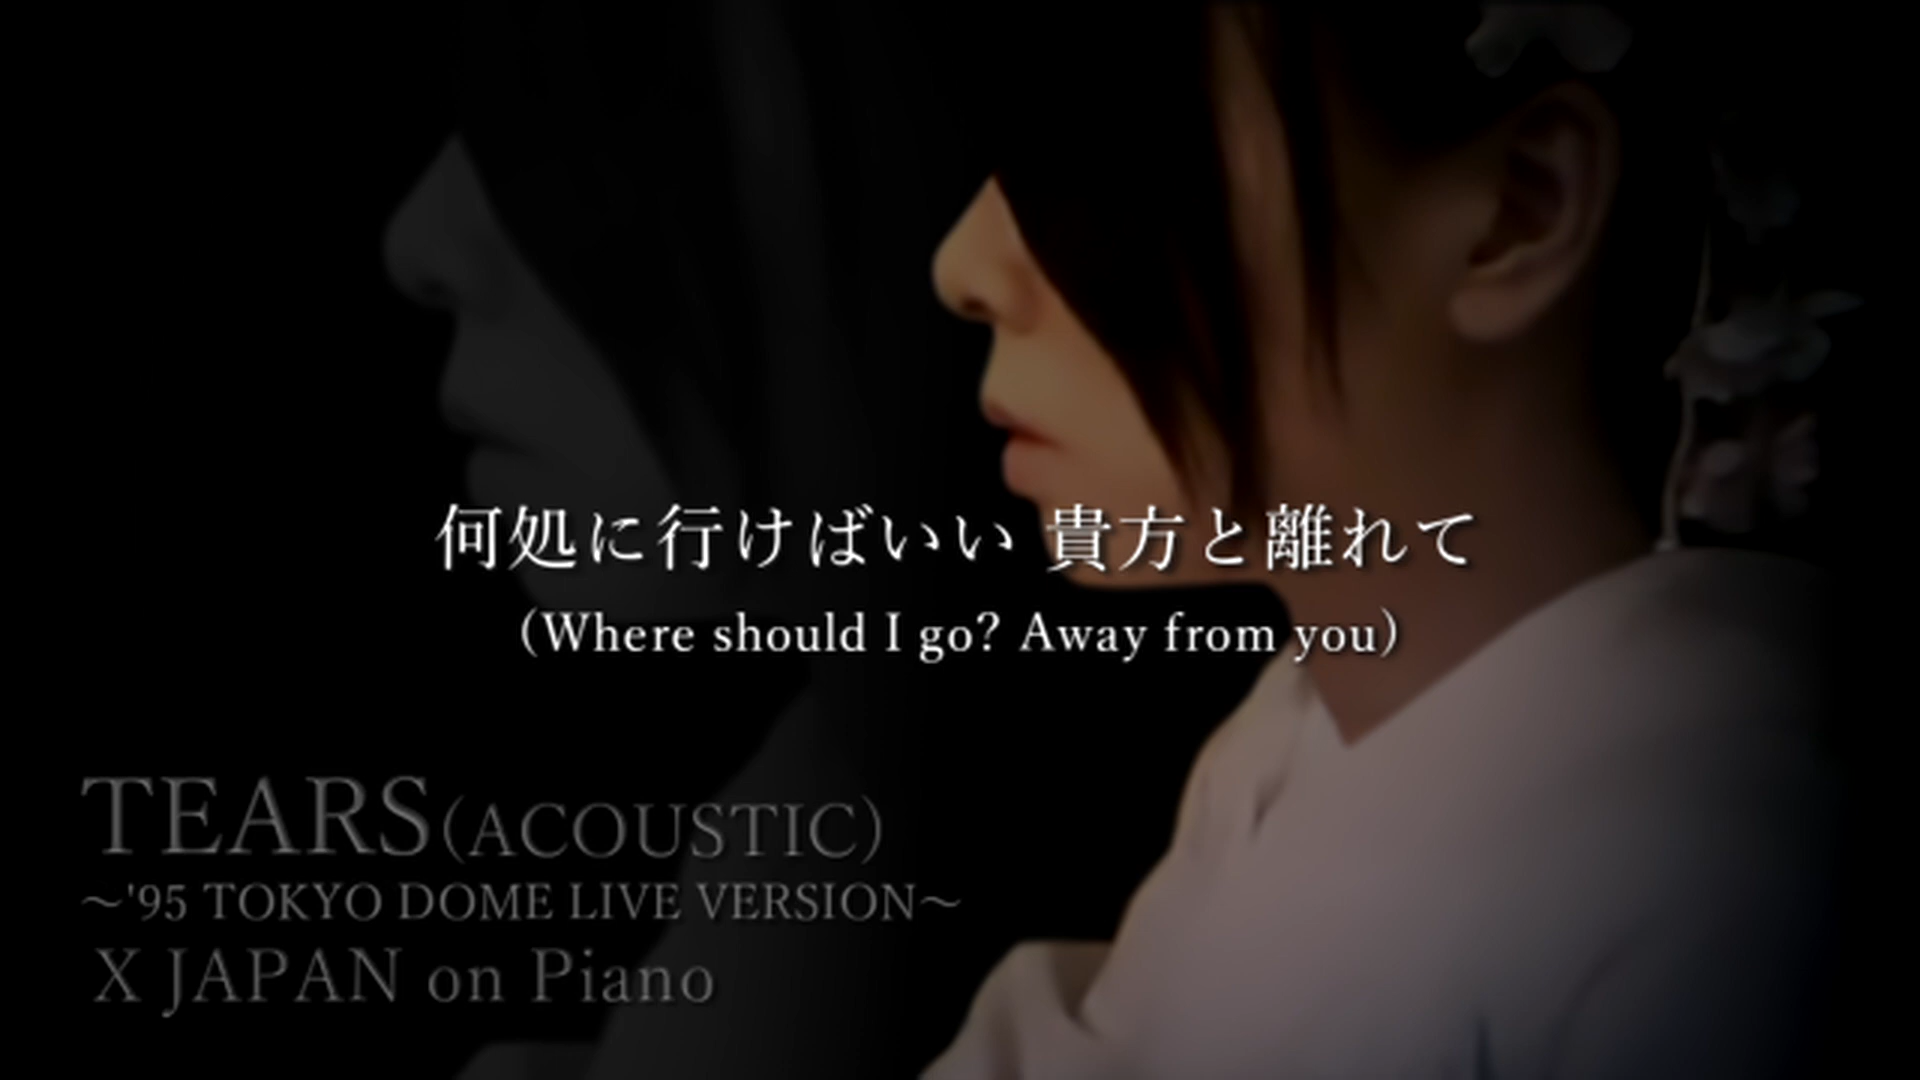 何処に行けばいい 貴方と離れて
(Where should I go? Away from you)
TEARS(ACOUSTIC)
～'95 TOKYO DOME LIVE VERSION～
X JAPAN on Piano